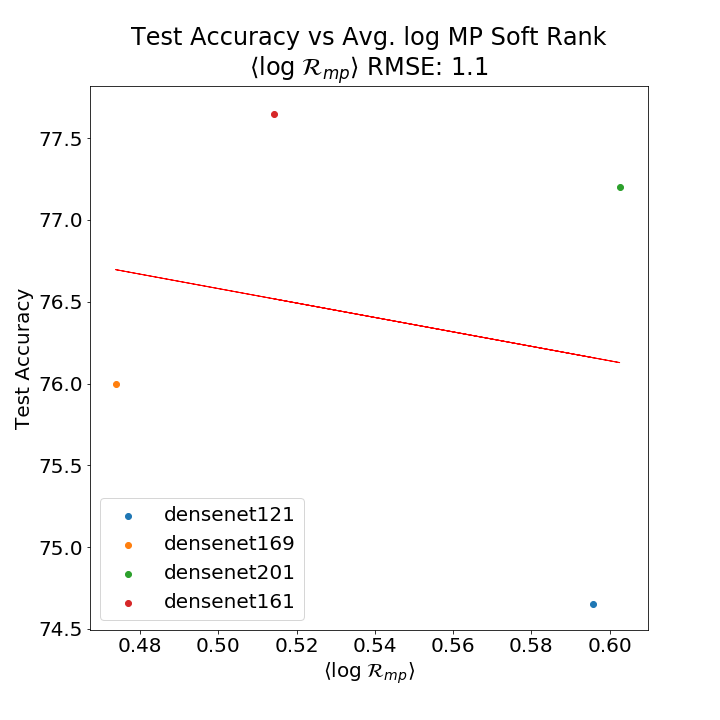 Test Accuracy vs Avg. log MP Soft Rank
⟨log ℛₘₚ⟩ RMSE: 1.1
77.5
77.0
76.5
76.0
75.5
75.0
74.5
Test Accuracy
densenet121
densenet169
densenet201
densenet161
0.48 0.50 0.52 0.54 0.56 0.58 0.60
⟨log ℛₘₚ⟩